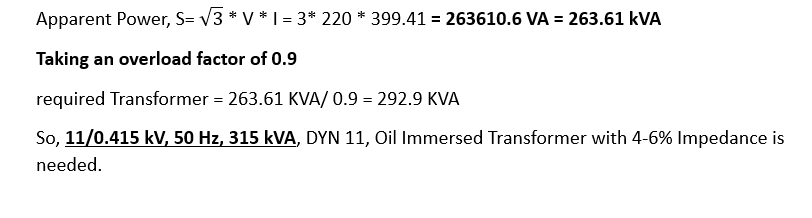 Apparent Power, S= √3 * V * I = 3* 220 * 399.41 = 263610.6 VA = 263.61 kVA
Taking an overload factor of 0.9
required Transformer = 263.61 KVA/ 0.9 = 292.9 KVA
So, 11/0.415 kV, 50 Hz, 315 kVA, DYN 11, Oil Immersed Transformer with 4-6% Impedance is
needed.